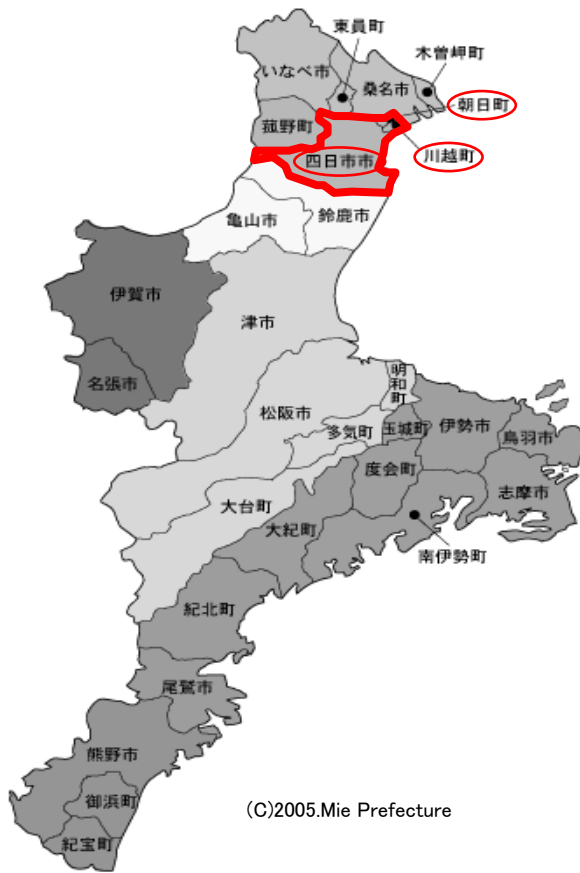 東員町
木曽岬町
いなべ市
桑名市
朝日町
菰野町
川越町
四日市市
亀山市
鈴鹿市
伊賀市
津市
名張市
明和町
松阪市
多気町
玉城町
伊勢市
鳥羽市
度会町
志摩市
大台町
大紀町
南伊勢町
紀北町
尾鷲市
熊野市
御浜町
紀宝町
(C)2005.Mie Prefecture